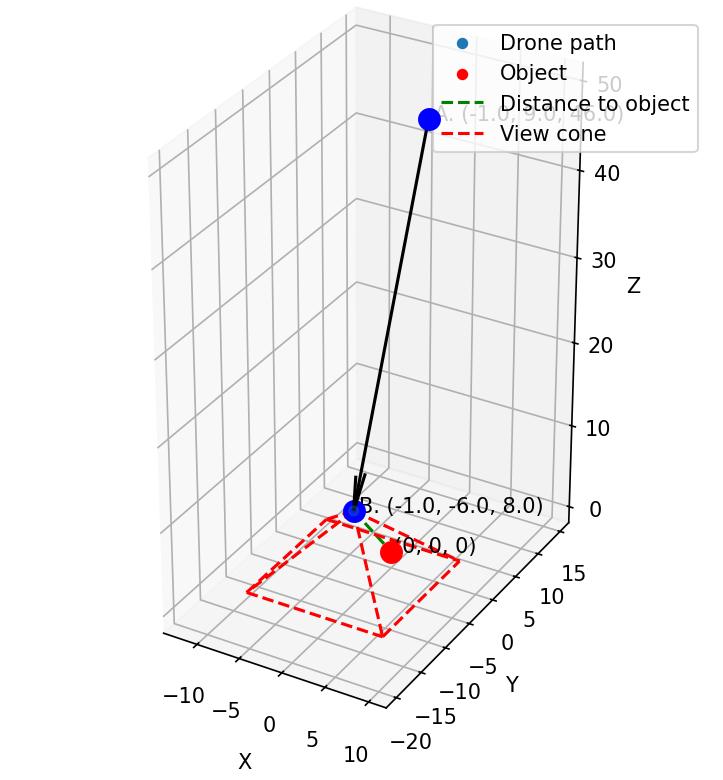 Drone path
Object
Distance to object
View cone
A. (-1.0, 9.0, 46.0)
B. (-1.0, -6.0, 8.0)
(0, 0, 0)
50
40
30
20
10
0
Z
15
10
5
0
−5
−10
−15
−20
Y
−10
−5
0
5
10
X